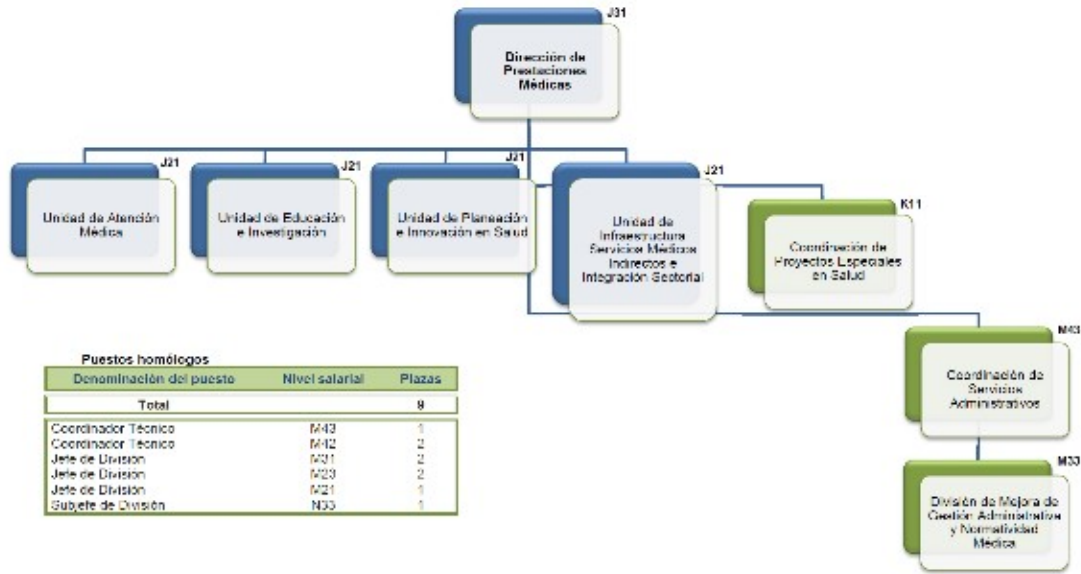 J31
Dirección de
Prestaciones
Médicas
J21
Unidad de Atención
Médica
J21
Unidad de Educación
e Investigación
J21
Unidad de Planeación
e Innovación en Salud
J21
Unidad de
Infraestructura
Servicios Médicos
Indirectos e
Integración Sectorial
K11
Coordinación de
Proyectos Especiales
en Salud
M43
Coordinación de
Servicios
Administrativos
M33
División de Mejora de
Gestión Administrativa
y Normatividad
Médica
Puestos homólogos
Denominación del puesto Nivel salarial Plazas
Total 9
Coordinador Técnico M43 1
Coordinador Técnico M42 2
Jefe de División M31 2
Jefe de División M23 2
Jefe de División M21 1
Subjefe de División N33 1